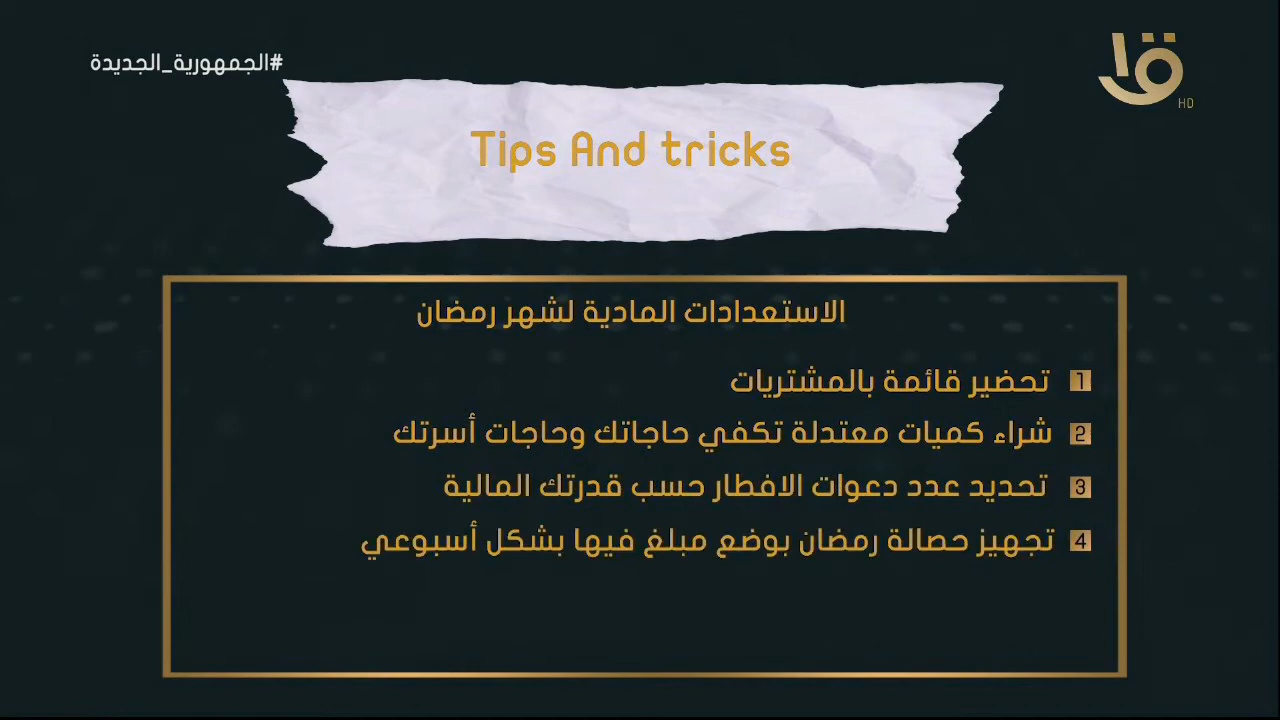 #الجمهورية_الجديدة
HD
Tips And tricks
الاستعدادات المادية لشهر رمضان
1 تحضير قائمة بالمشتريات
2 شراء كميات معتدلة تكفي حاجاتك وحاجات أسرتك
3 تحديد عدد دعوات الافطار حسب قدرتك المالية
4 تجهيز حصالة رمضان بوضع مبلغ فيها بشكل أسبوعي